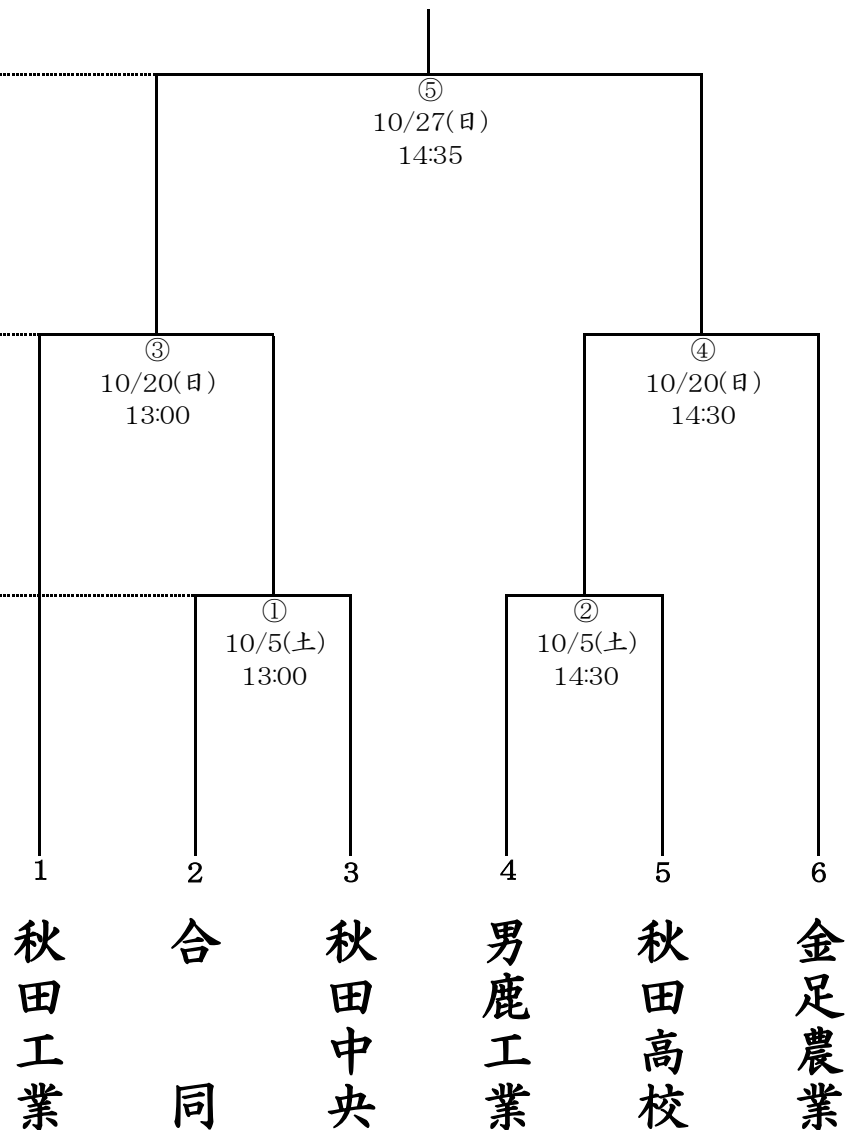 ⑤
10/27(日)
14:35
③
10/20(日)
13:00
④
10/20(日)
14:30
①
10/5(土)
13:00
②
10/5(土)
14:30
1
2
3
4
5
6
秋田工業
合同
秋田中央
男鹿工業
秋田高校
金足農業